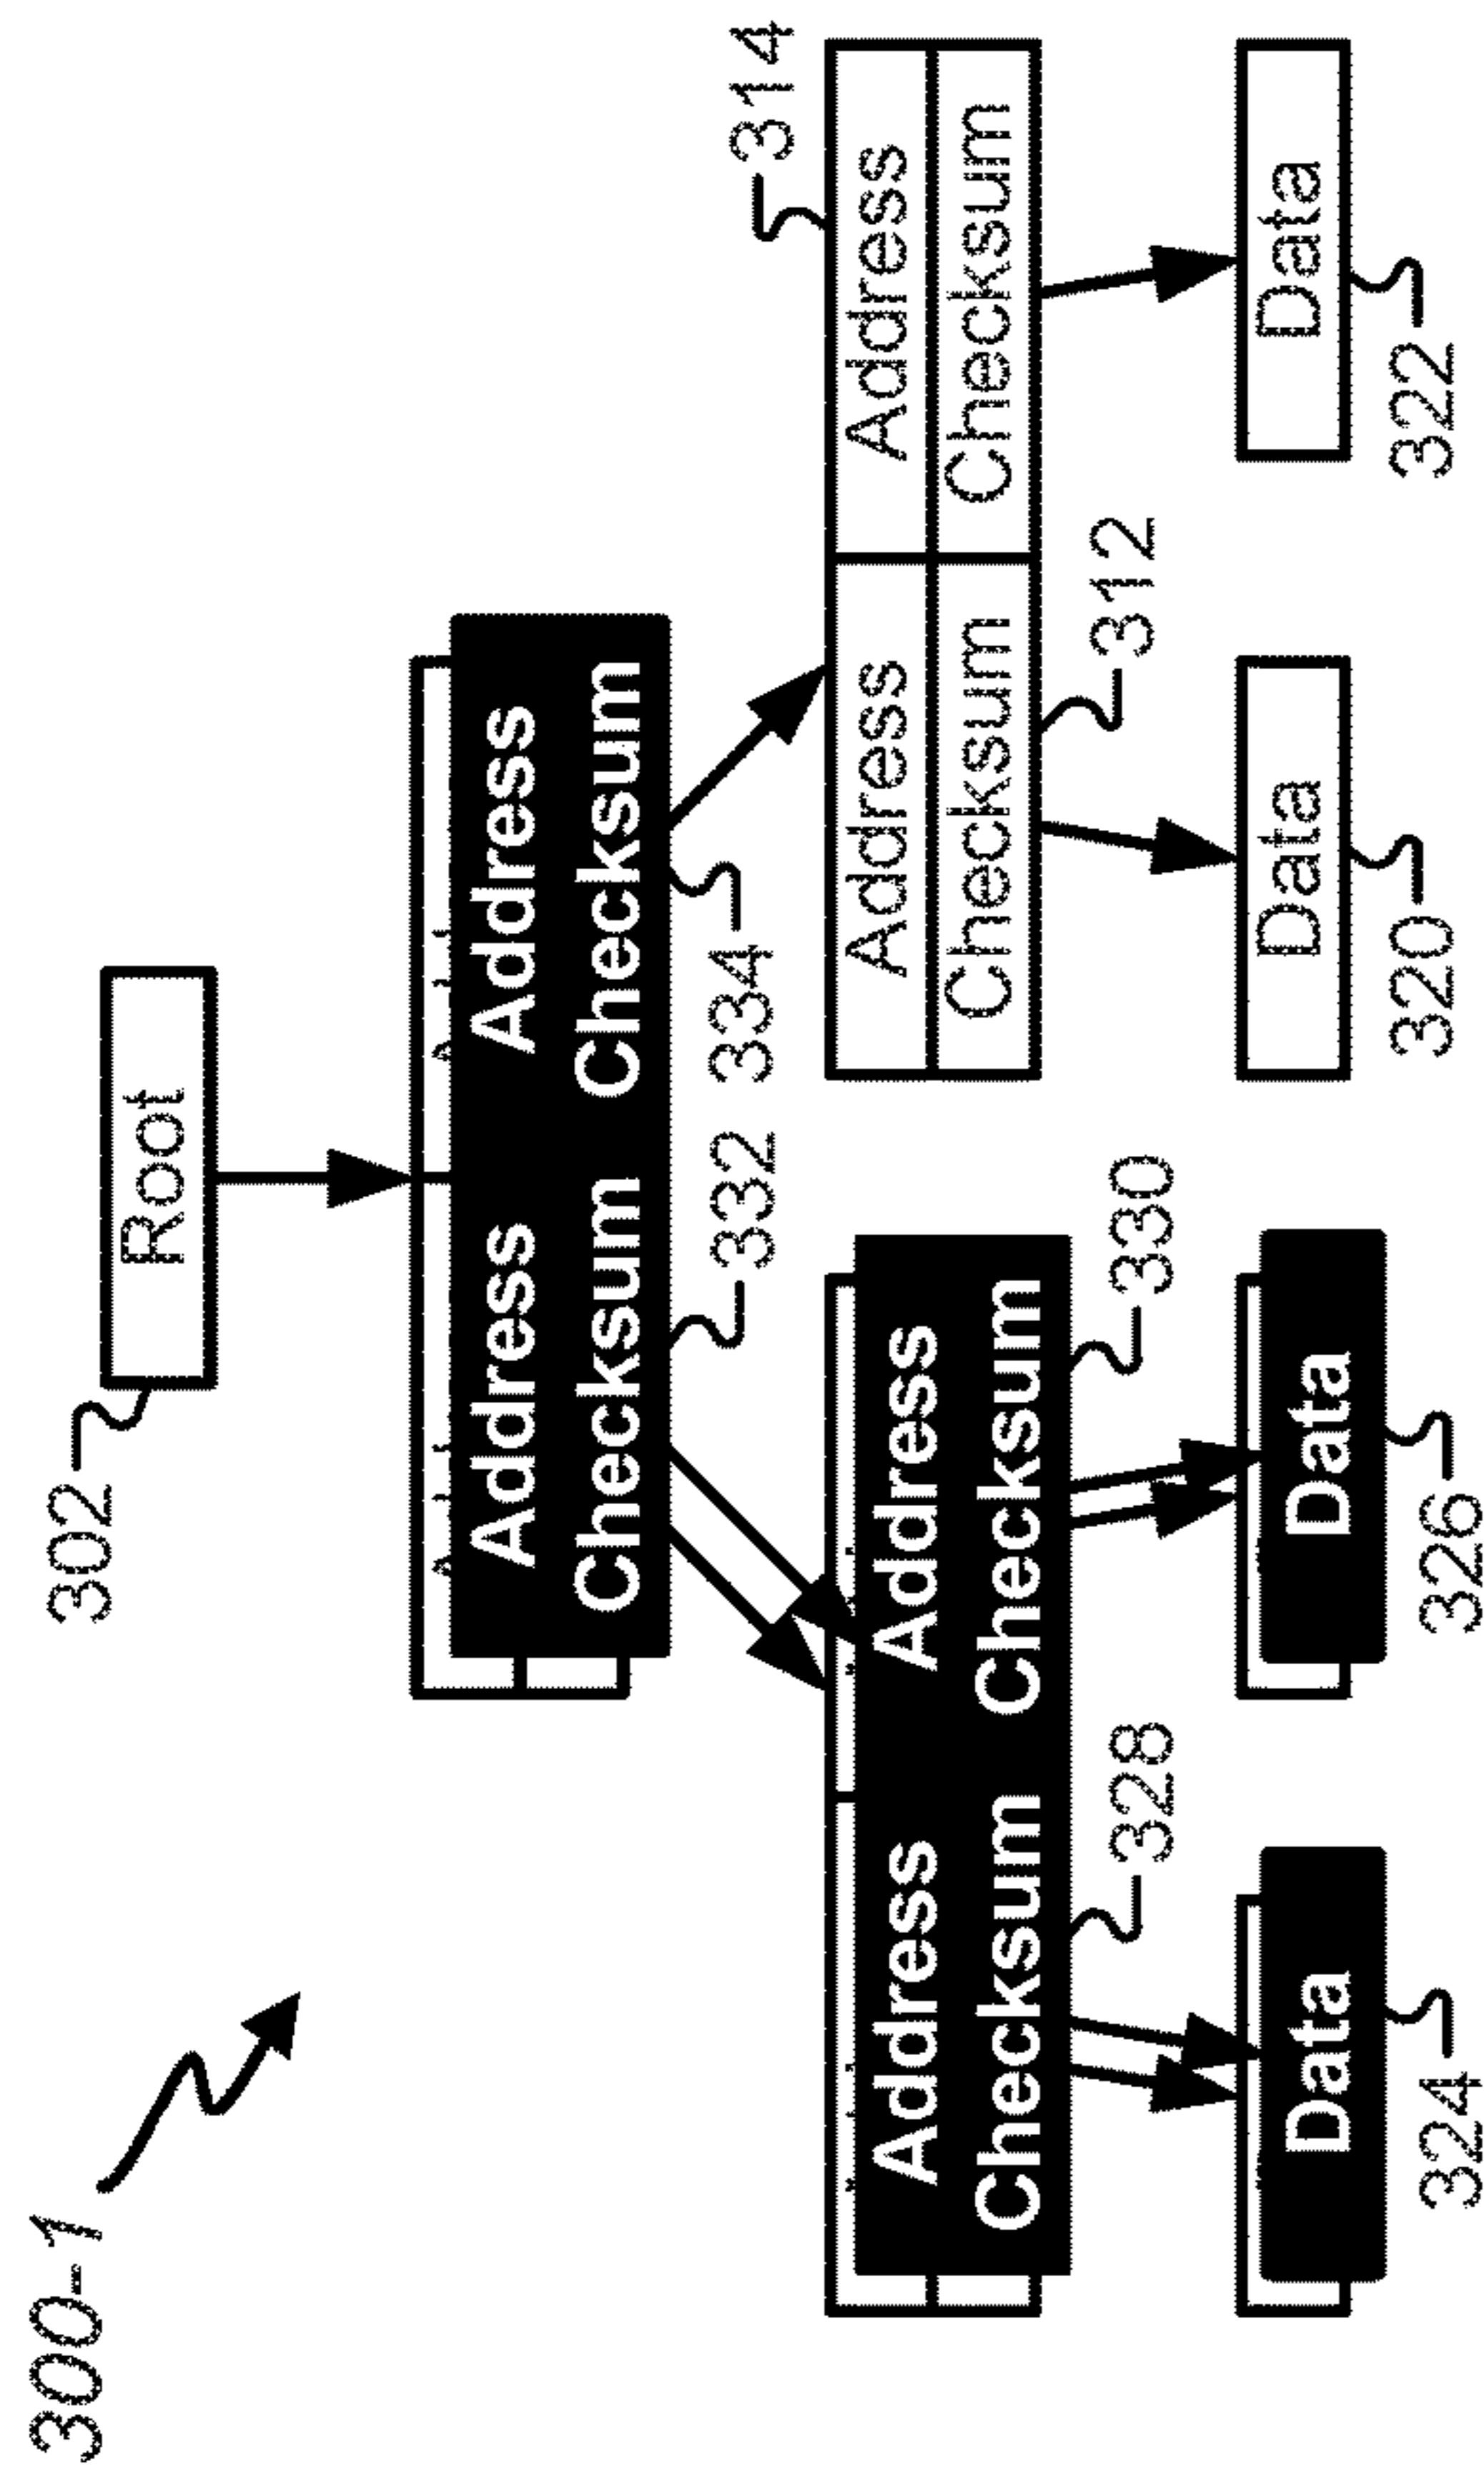 300-1
302
Root
Address Address
Checksum Checksum
332 334 314
Address Address Address Address
Checksum Checksum Checksum Checksum
328 330 312
Data Data Data Data
324 326 320 322